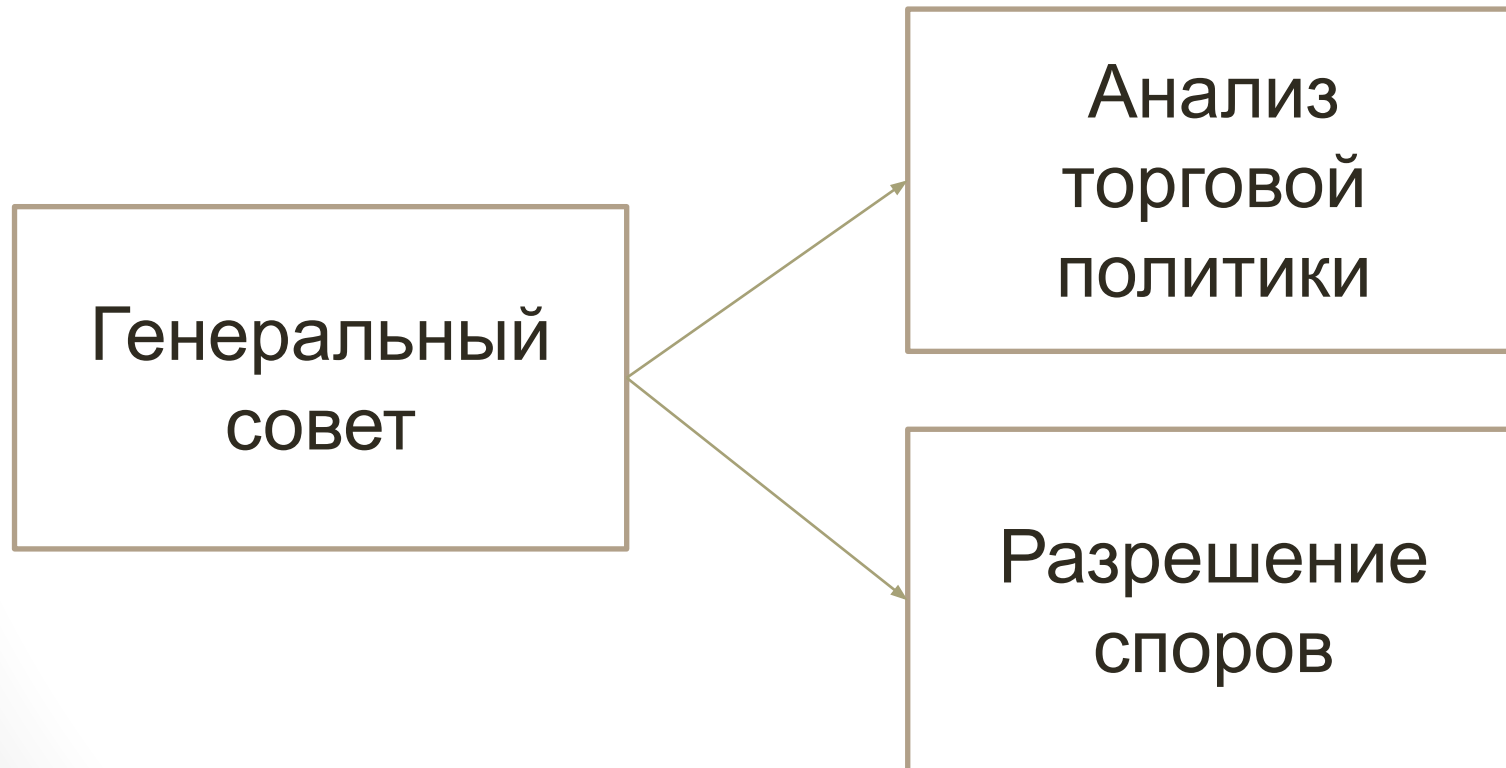 Генеральный
совет
Анализ
торговой
политики
Разрешение
споров